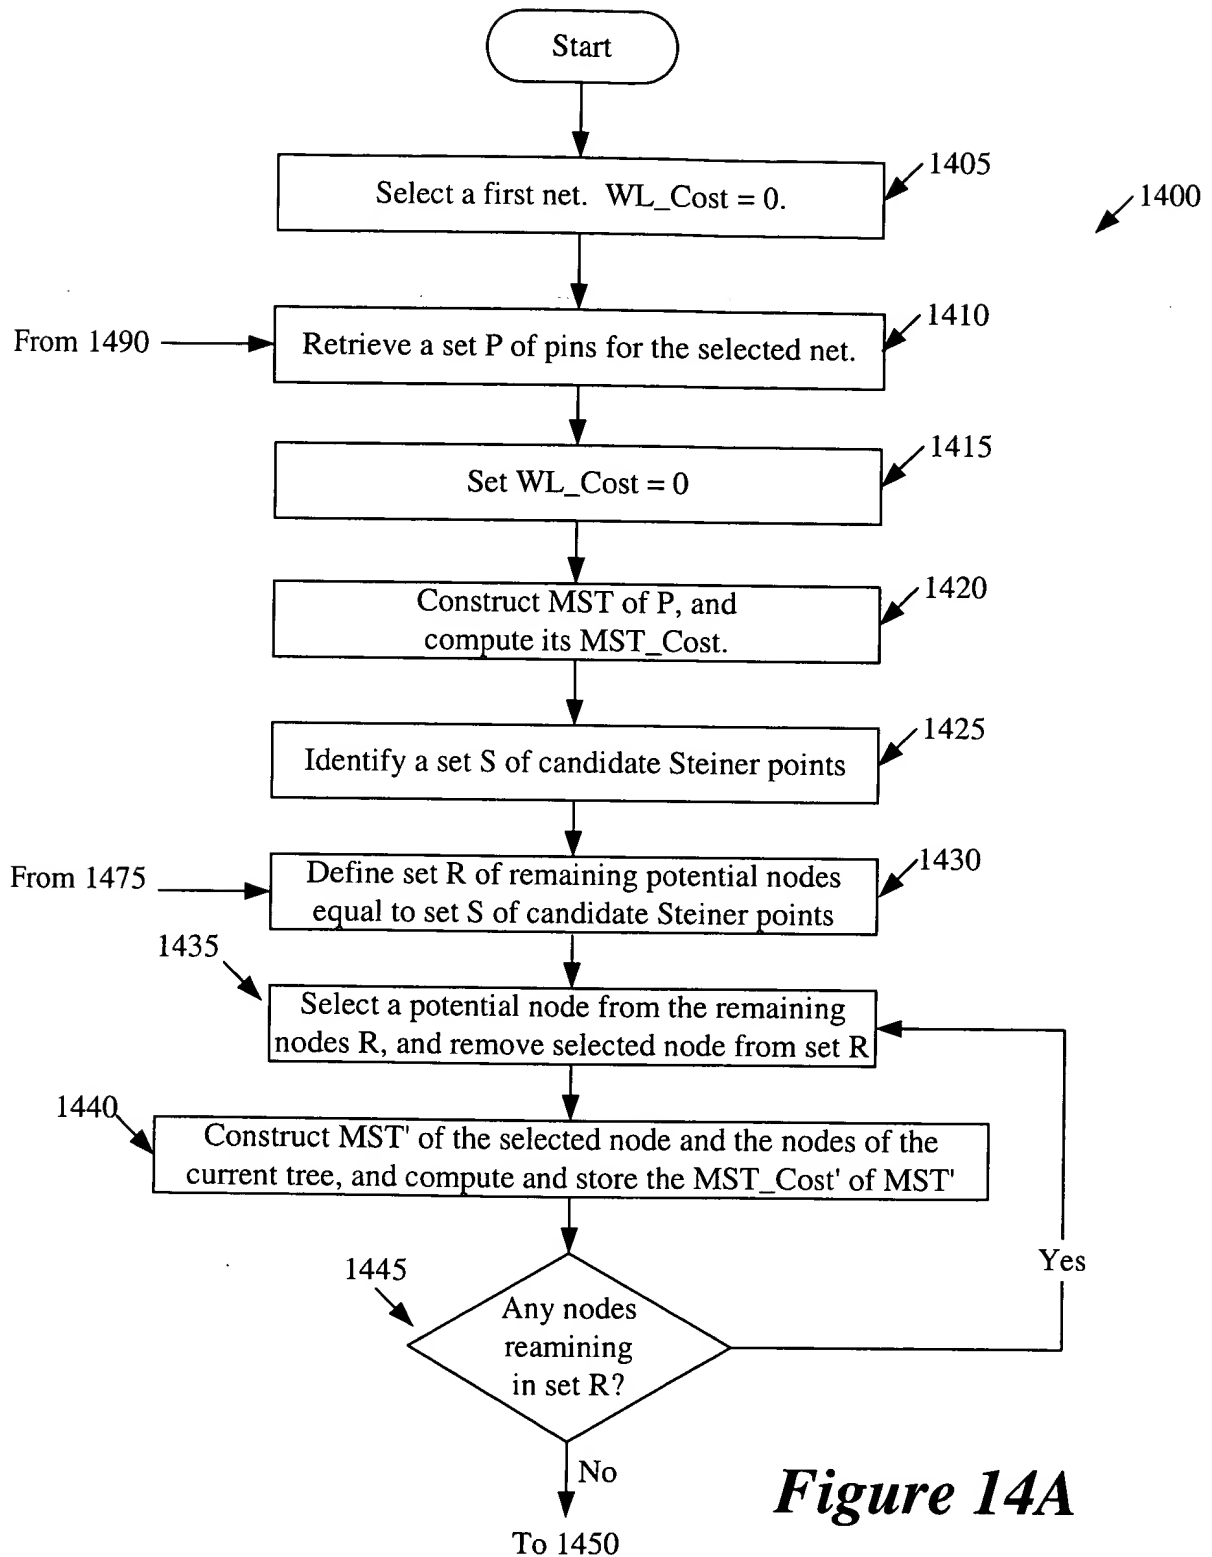 Start
Select a first net. WL_Cost = 0.
1405
1400
From 1490
Retrieve a set P of pins for the selected net.
1410
Set WL_Cost = 0
1415
Construct MST of P, and
compute its MST_Cost.
1420
Identify a set S of candidate Steiner points
1425
From 1475
Define set R of remaining potential nodes
equal to set S of candidate Steiner points
1430
1435
Select a potential node from the remaining
nodes R, and remove selected node from set R
1440
Construct MST' of the selected node and the nodes of the
current tree, and compute and store the MST_Cost' of MST'
1445
Any nodes
reamining
in set R?
Yes
No
To 1450
Figure 14A